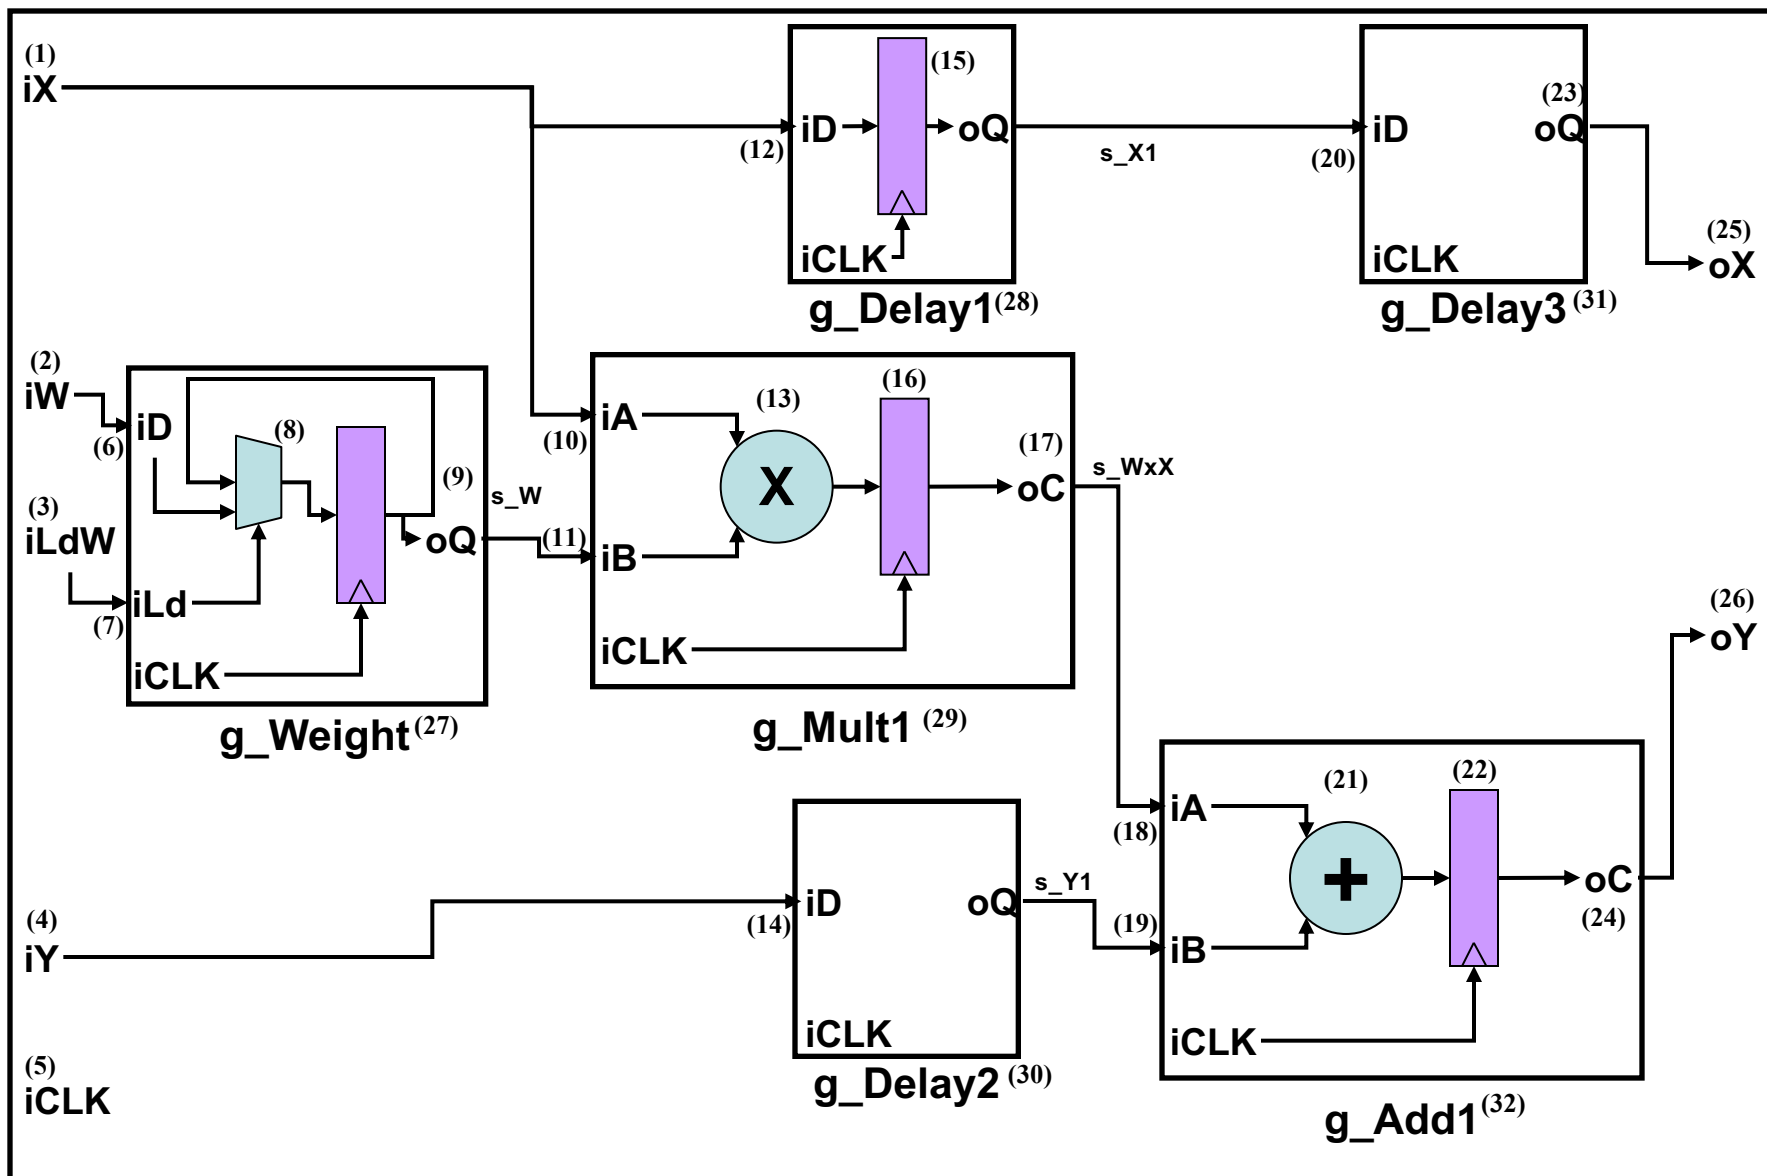 (1)
iX
(2)
iW
(3)
iLdW
(4)
iY
(5)
iCLK
(6)
iD
(7)
iLd
iCLK
(8)
(9)
oQ
g_Weight(27)
s_W
(12)
iD
(15)
oQ
iCLK
g_Delay1(28)
s_X1
(20)
iD
(23)
oQ
iCLK
g_Delay3(31)
(25)
oX
(10)
iA
(11)
iB
(13)
X
(16)
(17)
oC
iCLK
g_Mult1 (29)
s_WxX
(14)
iD
oQ
iCLK
g_Delay2 (30)
s_Y1
(18)
iA
(19)
iB
(21)
+
(22)
oC
(24)
iCLK
g_Add1(32)
(26)
oY